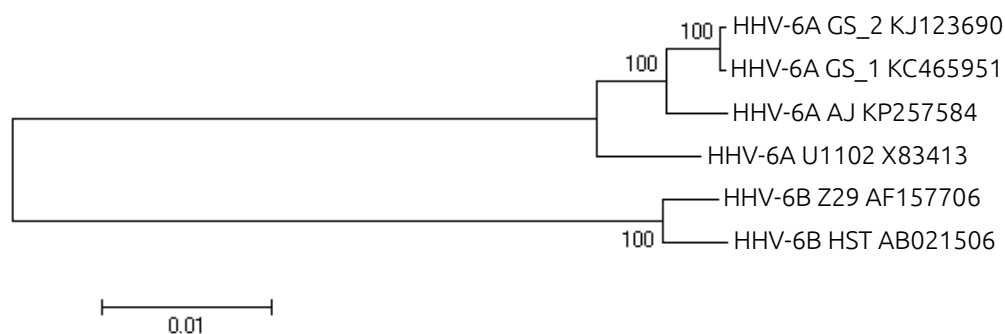 100
HHV-6A GS_2 KJ123690
100
HHV-6A GS_1 KC465951
HHV-6A AJ KP257584
HHV-6A U1102 X83413
HHV-6B Z29 AF157706
100
HHV-6B HST AB021506
0.01